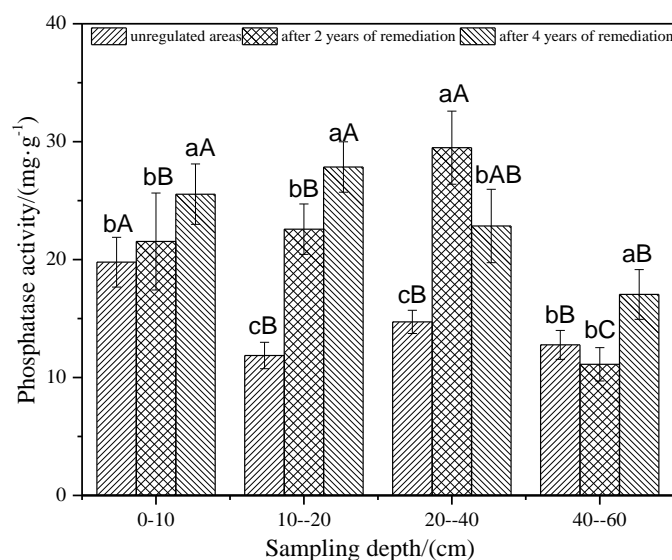 40
unregulated areas after 2 years of remediation after 4 years of remediation
aA
aA
aA
30
bB
bB
bAB
bA
20
aB
cB
cB
bB
bC
10
0
0-10 10--20 20--40 40--60
Sampling depth/(cm)
Phosphatase activity/(mg·g⁻¹)